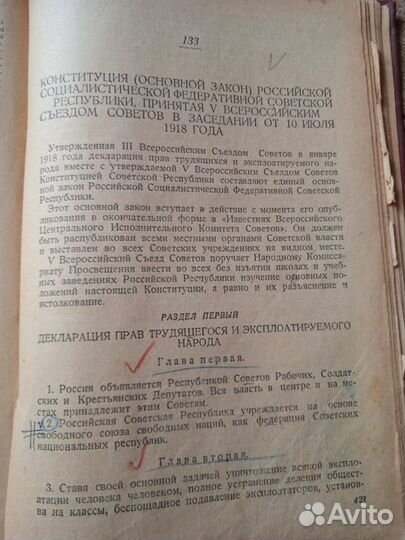 133
КОНСТИТУЦИЯ (ОСНОВНОЙ ЗАКОН) РОССИЙСКОЙ
СОЦИАЛИСТИЧЕСКОЙ ФЕДЕРАТИВНОЙ СОВЕТСКОЙ
РЕСПУБЛИКИ, ПРИНЯТАЯ V ВСЕРОССИЙСКИМ
СЪЕЗДОМ СОВЕТОВ В ЗАСЕДАНИИ ОТ 10 ИЮЛЯ
1918 ГОДА
Утвержденная III Всероссийским Съездом Советов в январе
1918 года декларация прав трудящихся и эксплоатируемого на-
рода вместе с утверждаемой V Всероссийским Съездом Советов
Конституцией Советской Республики составляют единый основ-
ной закон Российской Социалистической Федеративной Советской
Республики.
Этот основной закон вступает в действие с момента его опу-
бликования в окончательной форме в «Известиях Всероссийского
Центрального Исполнительного Комитета Советов». Он должен
быть распубликован всеми местными органами Советской власти
и выставлен во всех Советских учреждениях на видном месте.
V Всероссийский Съезд Советов поручает Народному Комисса-
риату Просвещения ввести во всех без изъятия школах и учеб-
ных заведениях Российской Республики изучение основных по-
ложений настоящей Конституции, а равно и их разъяснение и
истолкование.
РАЗДЕЛ ПЕРВЫЙ
ДЕКЛАРАЦИЯ ПРАВ ТРУДЯЩЕГОСЯ И ЭКСПЛОАТИРУЕМОГО
НАРОДА
Глава первая.
1. Россия объявляется Республикой Советов Рабочих, Солдат-
ских и Крестьянских Депутатов. Вся власть в центре и на ме-
стах принадлежит этим Советам.
2. Российская Советская Республика учреждается на основе
свободного союза свободных наций, как федерация Советских
национальных республик.
Глава вторая.
3. Ставя своей основной задачей уничтожение всякой экспло-
атации человека человеком, полное устранение деления общест-
ва на классы, беспощадное подавление эксплоататоров, установ-
421
Avito